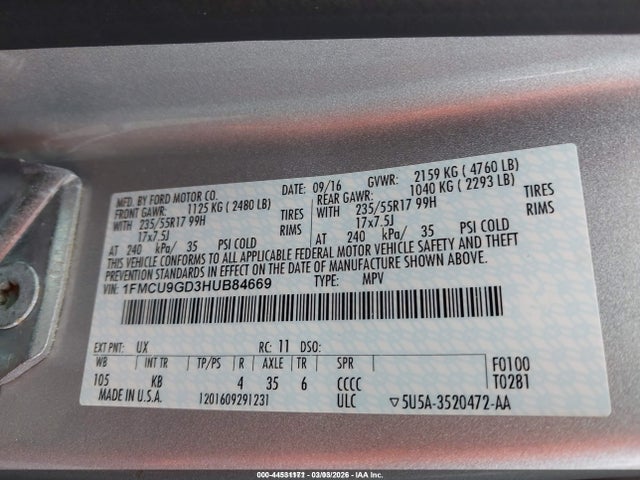 MFD. BY FORD MOTOR CO.
DATE: 09/16 GVWR: 2159 KG ( 4760 LB)
FRONT GAWR: 1125 KG ( 2480 LB) REAR GAWR: 1040 KG ( 2293 LB)
WITH 235/55R17 99H TIRES WITH 235/55R17 99H TIRES
17x7.5J RIMS 17x7.5J RIMS
AT 240 kPa/ 35 PSI COLD AT 240 kPa/ 35 PSI COLD
THIS VEHICLE CONFORMS TO ALL APPLICABLE FEDERAL MOTOR VEHICLE SAFETY AND THEFT
PREVENTION STANDARDS IN EFFECT ON THE DATE OF MANUFACTURE SHOWN ABOVE.
VIN: 1FMCU9GD3HUB84669 TYPE: MPV
EXT PNT: UX RC: 11 DSO:
WB INT TR TP/PS R AXLE TR SPR F0100
105 KB 4 35 6 CCCC T02B1
MADE IN U.S.A. 1201609291231 ULC ▽5U5A-3520472-AA
000-44531171 - 03/05/2026 - IAA Inc.